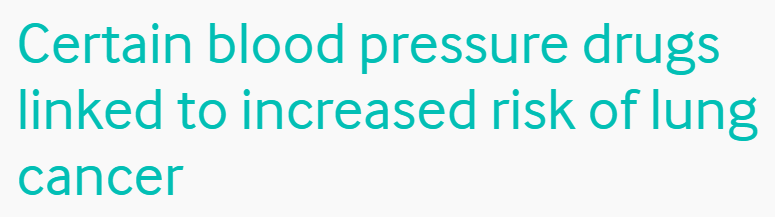 Certain blood pressure drugs
linked to increased risk of lung
cancer